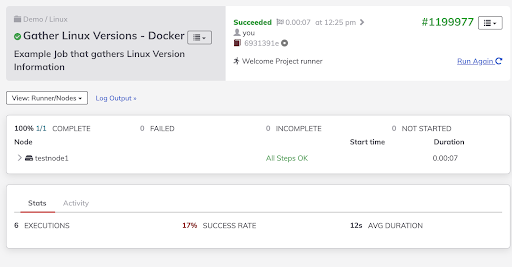 Demo / Linux
Gather Linux Versions - Docker
Example Job that gathers Linux Version
Information
Succeeded 0.00:07 at 12:25 pm
you
6931391e
Welcome Project runner
#1199977
Run Again
View: Runner/Nodes
Log Output »
100% 1/1 COMPLETE 0 FAILED 0 INCOMPLETE 0 NOT STARTED
Node Start time Duration
testnode1 All Steps OK 0.00:07
Stats Activity
6 EXECUTIONS 17% SUCCESS RATE 12s AVG DURATION